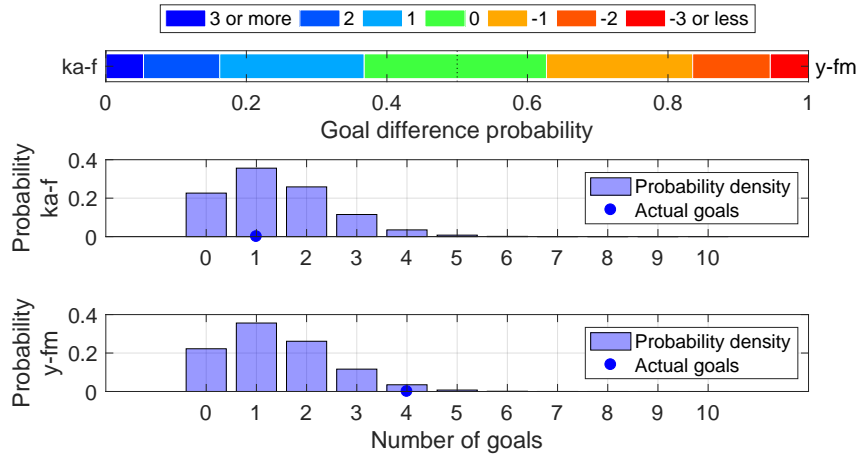 3 or more 2 1 0 -1 -2 -3 or less
ka-f y-fm
0 0.2 0.4 0.6 0.8 1
Goal difference probability
Probability
ka-f
0.4
0.2
0
Probability density
Actual goals
0 1 2 3 4 5 6 7 8 9 10
Probability
y-fm
0.4
0.2
0
Probability density
Actual goals
0 1 2 3 4 5 6 7 8 9 10
Number of goals